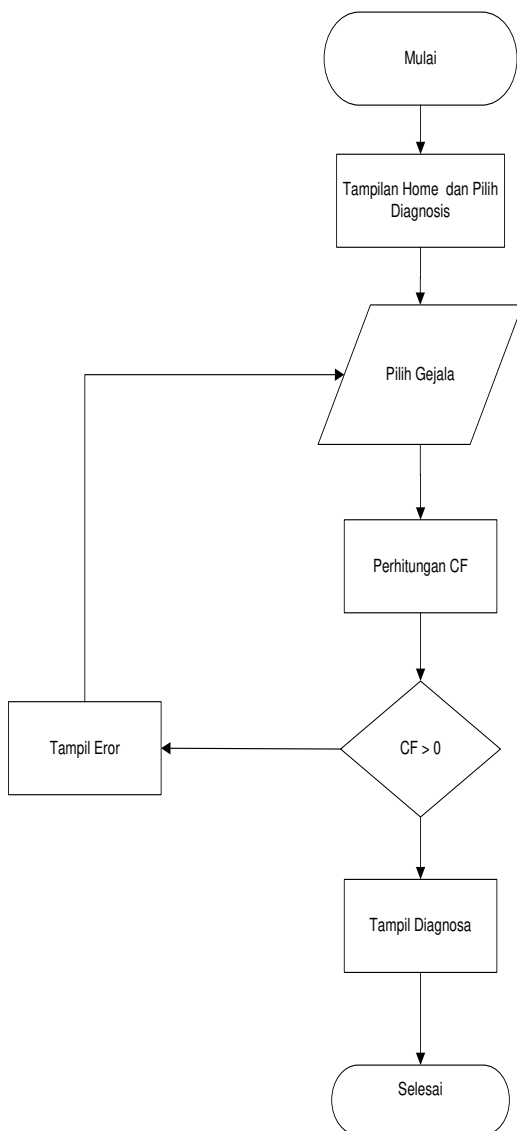 Mulai
Tampilan Home dan Pilih
Diagnosis
Pilih Gejala
Perhitungan CF
CF > 0
Tampil Eror
Tampil Diagnosa
Selesai